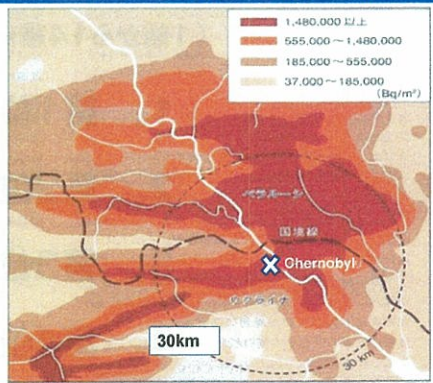 1,480,000 以上
555,000～1,480,000
185,000～555,000
37,000～185,000
(Bq/m²)
ベラルーシ
国境線
Chernobyl
ウクライナ
30km
30 km